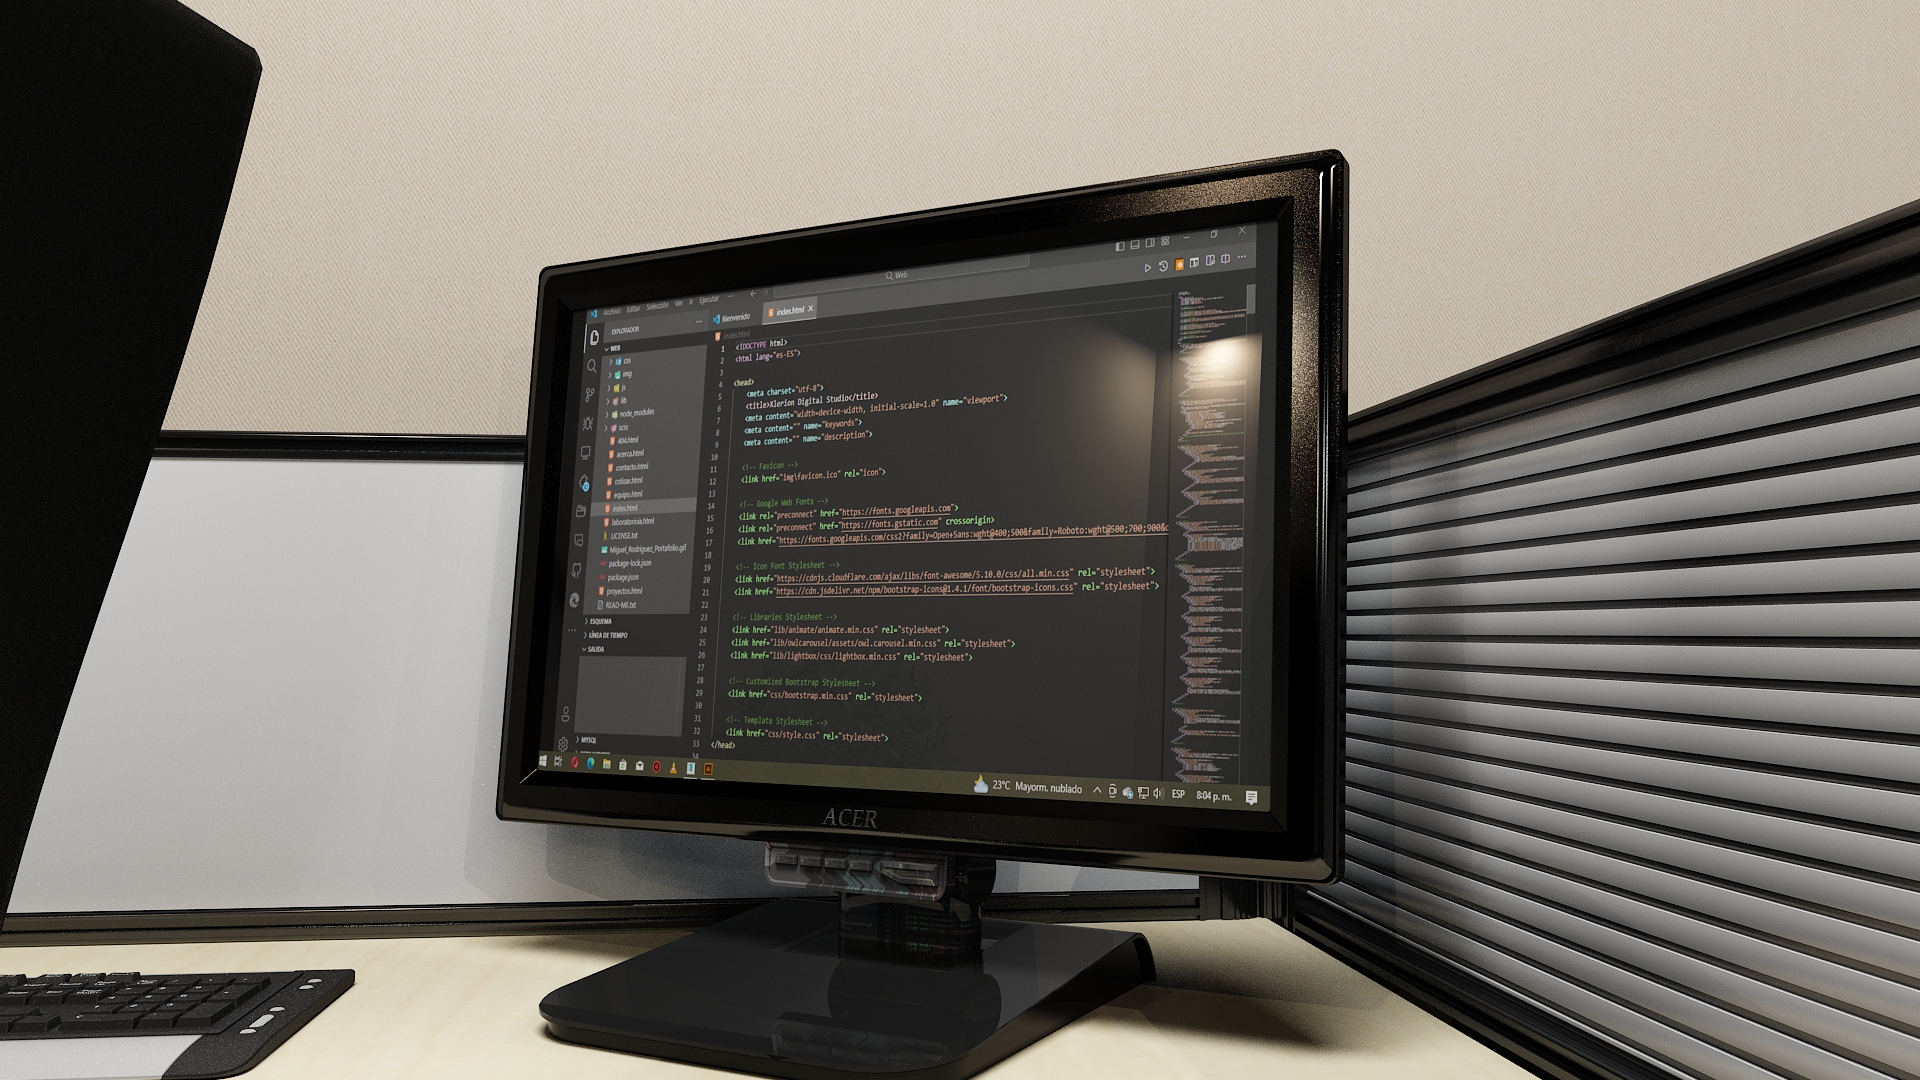 Archivo Editar Selección Ver Ir Ejecutar ...
Web
EXPLORADOR
...
Bienvenido
index.html
index.html
WEB
css
img
js
lib
node_modules
scss
404.html
acerca.html
contacto.html
cotizar.html
equipo.html
index.html
laboratorioia.html
LICENSE.txt
Miguel_Rodriguez_Portafolio.gif
package-lock.json
package.json
proyectos.html
READ-ME.txt
ESQUEMA
LÍNEA DE TIEMPO
SALIDA
MYSQL
1 <!DOCTYPE html>
2 <html lang="es-ES">
3
4 <head>
5 <meta charset="utf-8">
6 <title>Xlerion Digital Studio</title>
7 <meta content="width=device-width, initial-scale=1.0" name="viewport">
8 <meta content="" name="keywords">
9 <meta content="" name="description">
10
11 <!-- Favicon -->
12 <link href="img\favicon.ico" rel="icon">
13
14 <!-- Google Web Fonts -->
15 <link rel="preconnect" href="https://fonts.googleapis.com">
16 <link rel="preconnect" href="https://fonts.gstatic.com" crossorigin>
17 <link href="https://fonts.googleapis.com/css2?family=Open+Sans:wght@400;500&family=Roboto:wght@500;700;900&d
18
19 <!-- Icon Font Stylesheet -->
20 <link href="https://cdnjs.cloudflare.com/ajax/libs/font-awesome/5.10.0/css/all.min.css" rel="stylesheet">
21 <link href="https://cdn.jsdelivr.net/npm/bootstrap-icons@1.4.1/font/bootstrap-icons.css" rel="stylesheet">
22
23 <!-- Libraries Stylesheet -->
24 <link href="lib/animate/animate.min.css" rel="stylesheet">
25 <link href="lib/owlcarousel/assets/owl.carousel.min.css" rel="stylesheet">
26 <link href="lib/lightbox/css/lightbox.min.css" rel="stylesheet">
27
28 <!-- Customized Bootstrap Stylesheet -->
29 <link href="css/bootstrap.min.css" rel="stylesheet">
30
31 <!-- Template Stylesheet -->
32 <link href="css/style.css" rel="stylesheet">
33 </head>
34
23°C Mayorm. nublado
ESP
8:04 p. m.
ACER